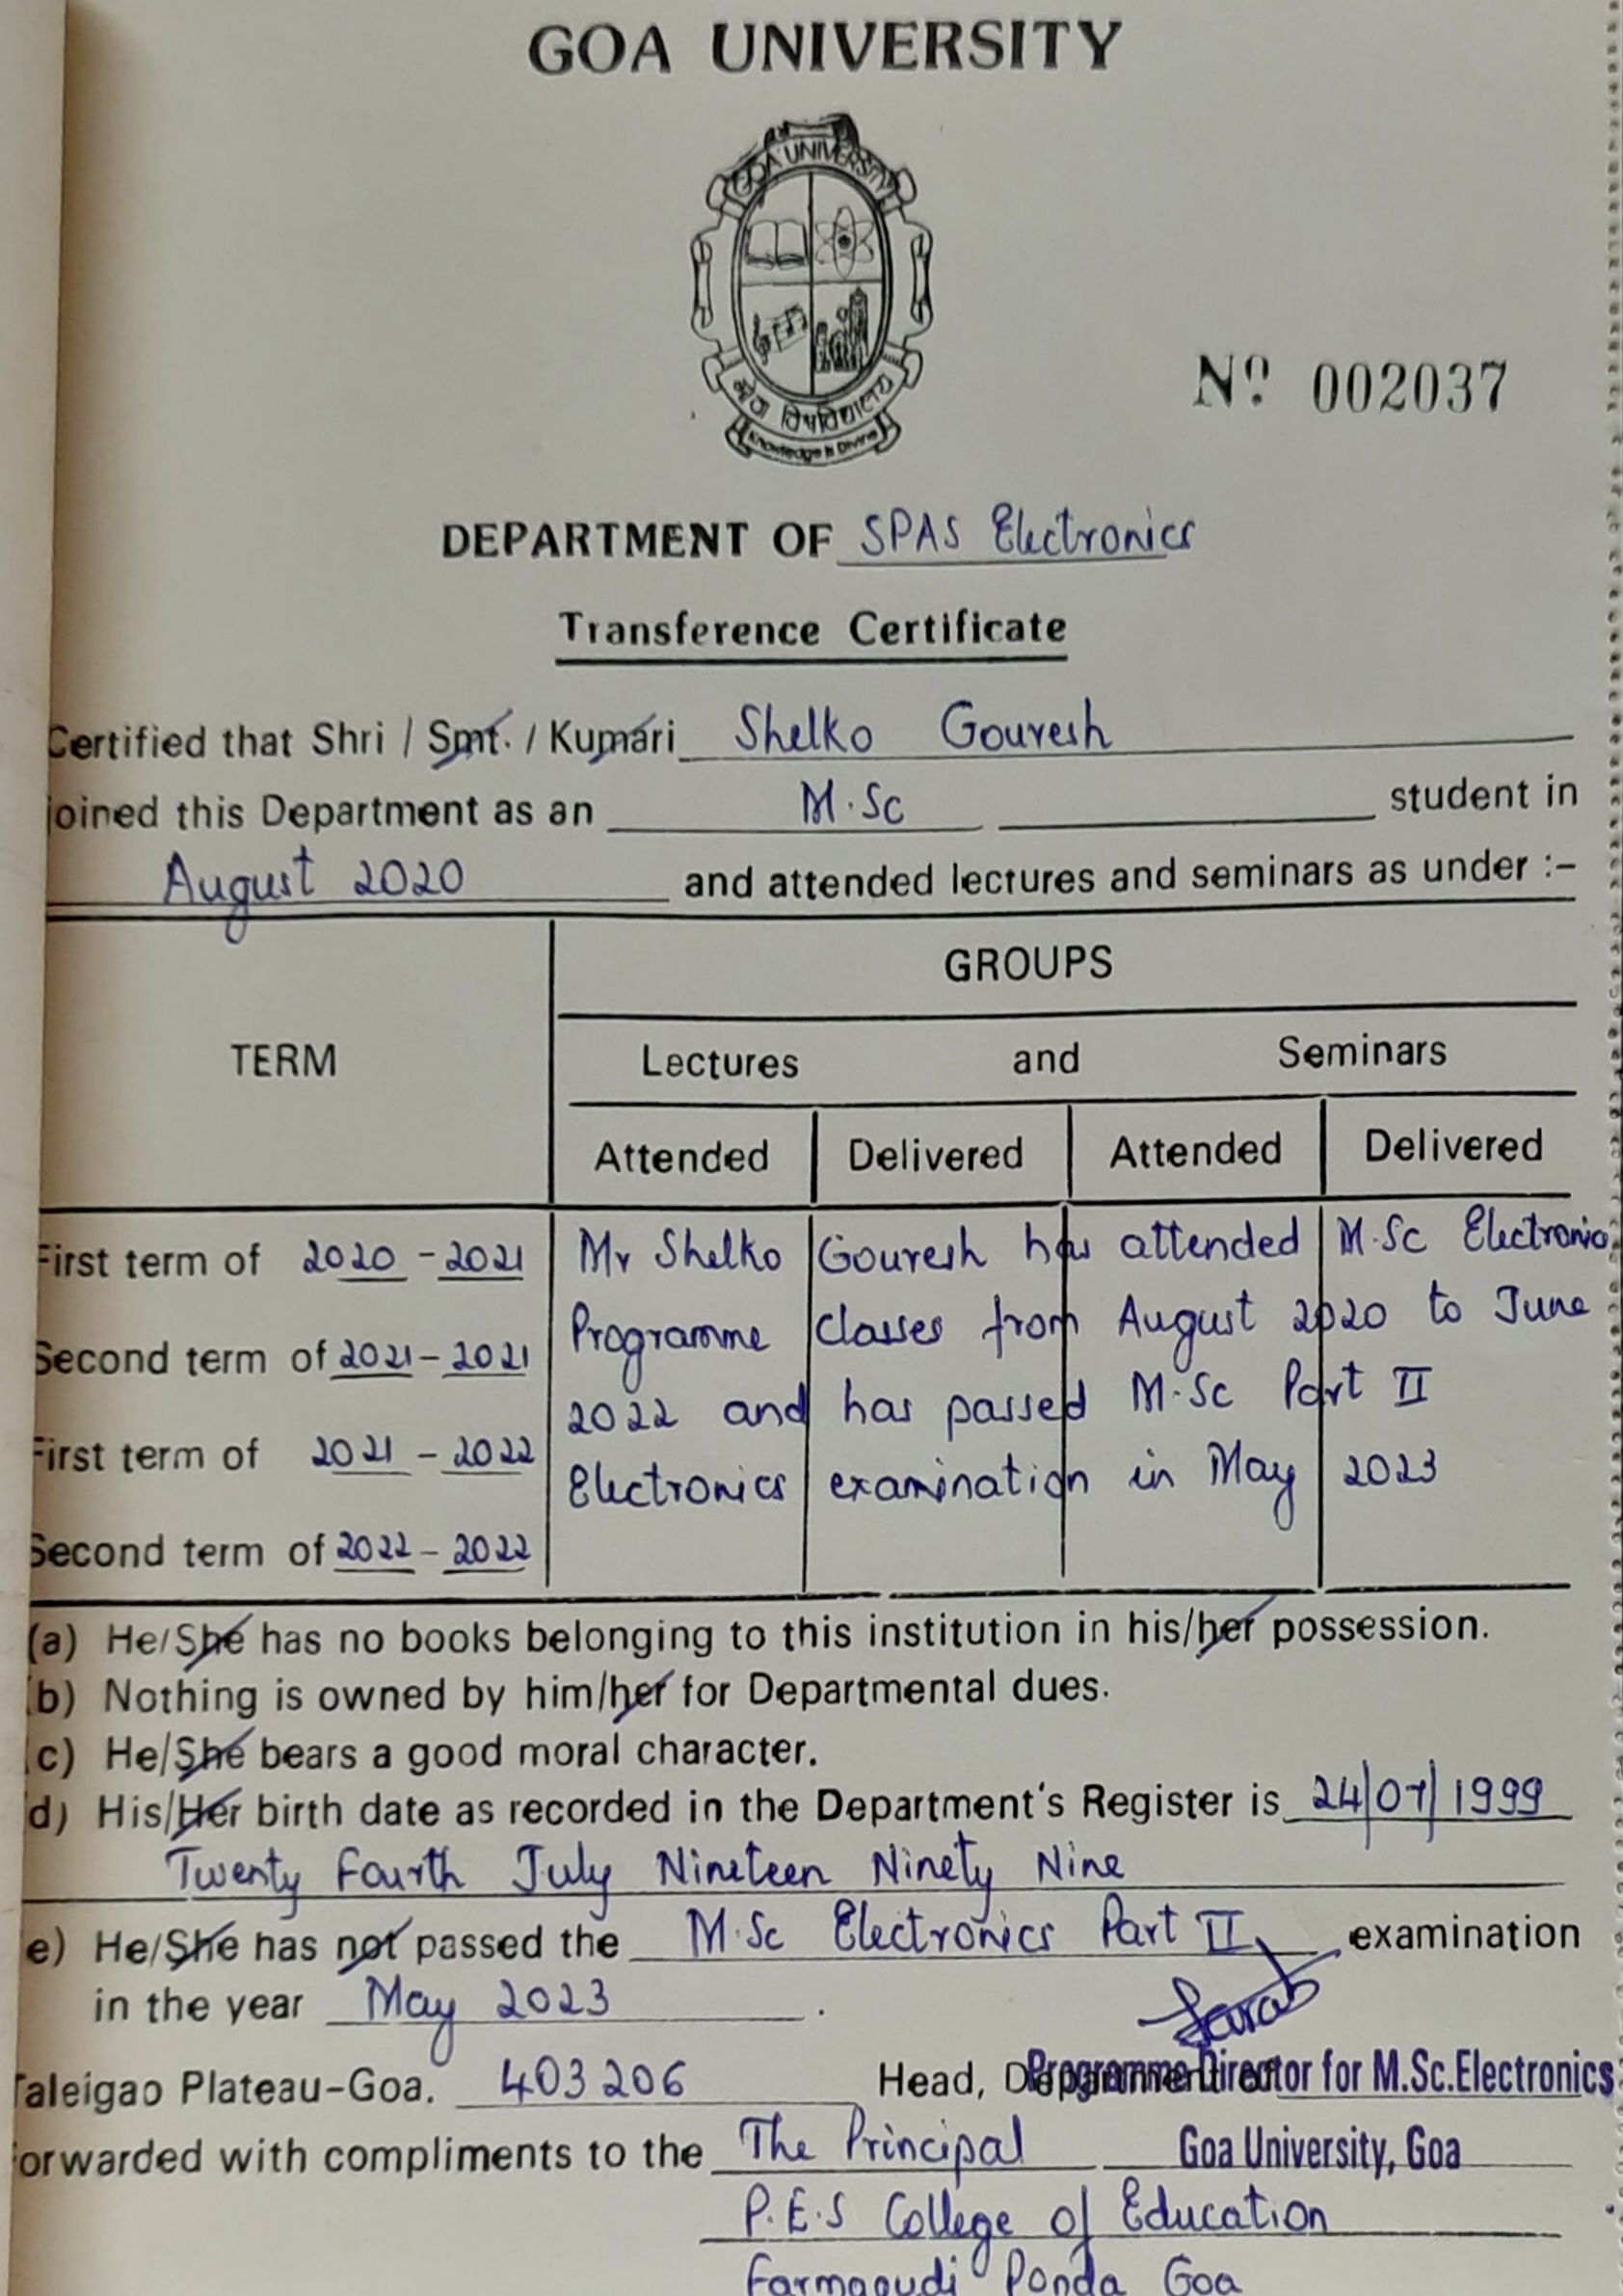 GOA UNIVERSITY
GOA UNIVERSITY
गोंय विश्वविद्यालय
Knowledge is Divine
Nº 002037
DEPARTMENT OF SPAS Electronics
Transference Certificate
Certified that Shri / Smt. / Kumari Shelko Gouresh
joined this Department as an M.Sc student in
August 2020 and attended lectures and seminars as under :-
GROUPS
TERM Lectures and Seminars
Attended Delivered Attended Delivered
First term of 2020 - 2021 Mr Shelko Gouresh has attended M.Sc Electronics
Second term of 2021 - 2021 Programme classes from August 2020 to June
First term of 2021 - 2022 2022 and has passed M.Sc Part II
Second term of 2022 - 2022 Electronics examination in May 2023
(a) He/She has no books belonging to this institution in his/her possession.
(b) Nothing is owned by him/her for Departmental dues.
(c) He/She bears a good moral character.
d) His/Her birth date as recorded in the Department's Register is 24/07/1999
Twenty Fourth July Nineteen Ninety Nine
e) He/She has not passed the M.Sc Electronics Part II examination
in the year May 2023 .
Taleigao Plateau-Goa. 403206 Head, Department of
Programme Director for M.Sc.Electronics
Forwarded with compliments to the The Principal Goa University, Goa
P.E.S College of Education
Farmagudi Ponda Goa